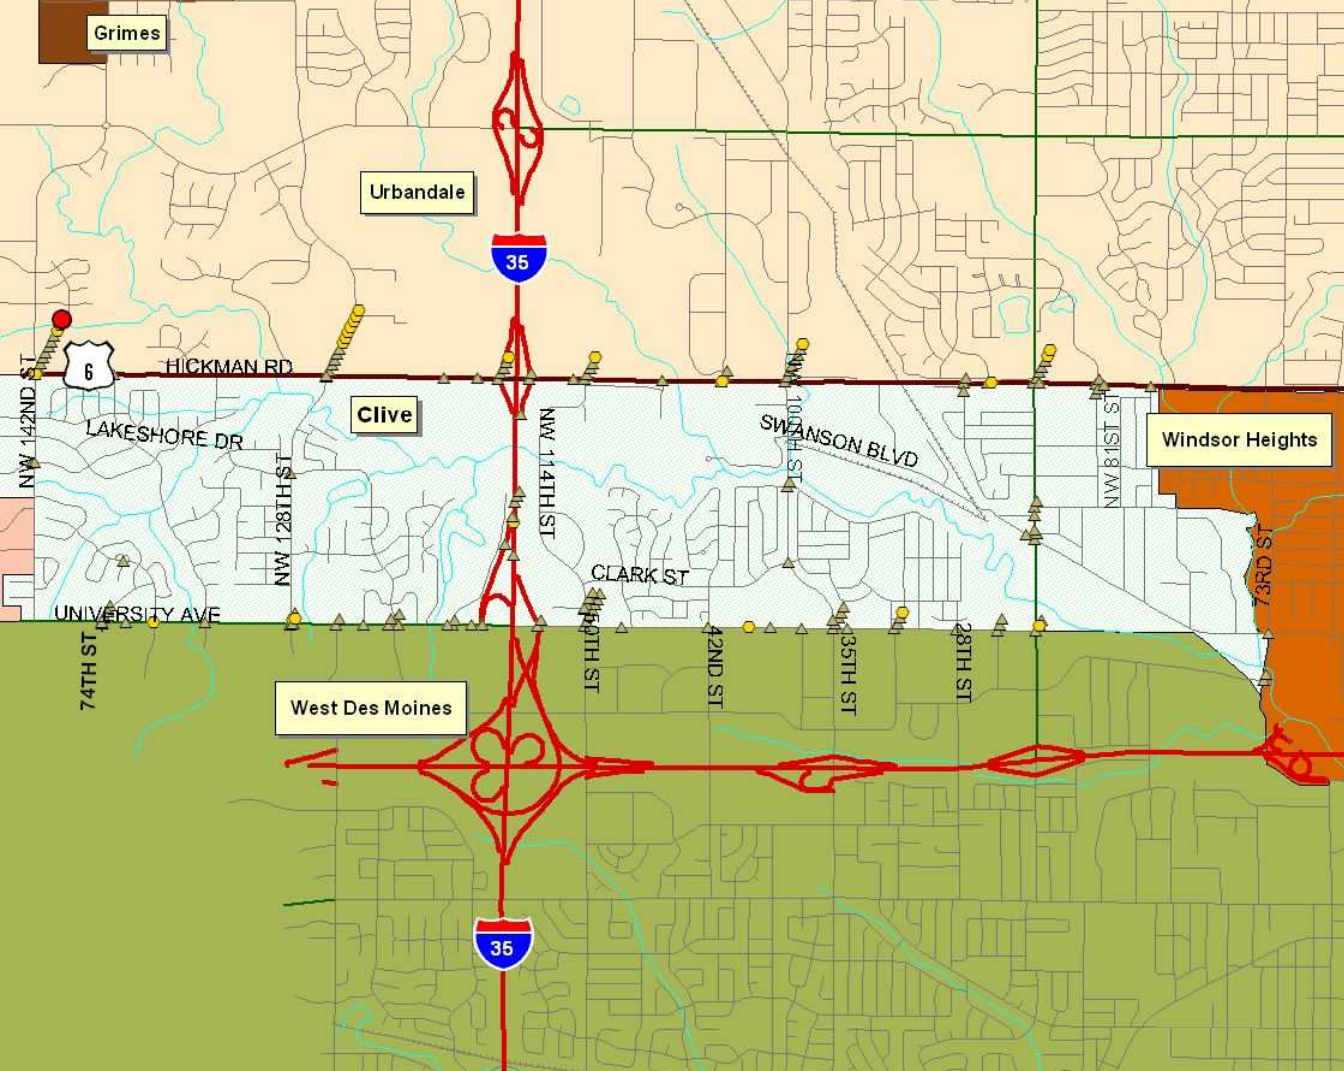 Grimes
Urbandale
35
6
HICKMAN RD
NW 142ND ST
Clive
LAKESHORE DR
NW 128TH ST
NW 114TH ST
NW 100TH ST
SWANSON BLVD
NW 81ST ST
Windsor Heights
73RD ST
CLARK ST
UNIVERSITY AVE
74TH ST
50TH ST
42ND ST
35TH ST
28TH ST
West Des Moines
35